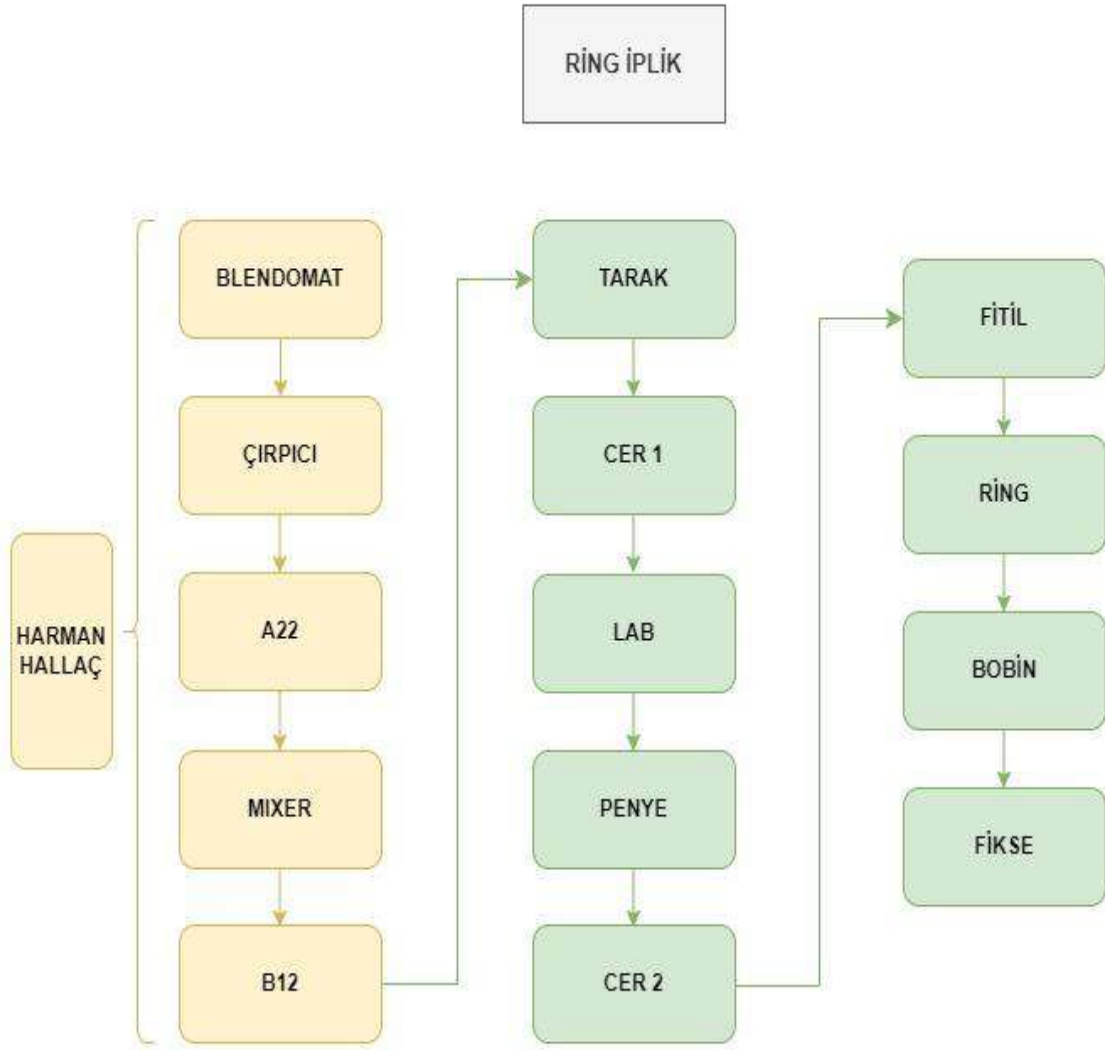 RİNG İPLİK
HARMAN
HALLAÇ
BLENDOMAT
ÇIRPICI
A22
MIXER
B12
TARAK
CER 1
LAB
PENYE
CER 2
FİTİL
RİNG
BOBİN
FİKSE